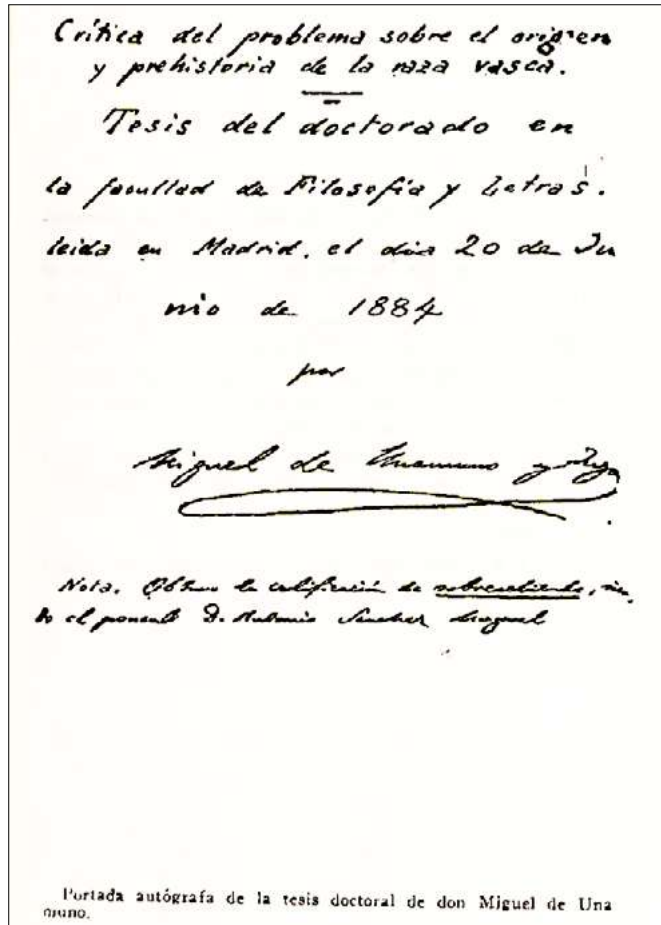 Crítica del problema sobre el origen
y prehistoria de la raza vasca.
Tesis del doctorado en
la facultad de Filosofía y Letras.
leida en Madrid, el día 20 de Ju
nio de 1884
por
Miguel de Unamuno y Jugo
Nota. Obtuvo la calificación de sobresaliente, sien
do el ponente D. Antonio Sánchez Moguel
Portada autógrafa de la tesis doctoral de don Miguel de Una
muno.